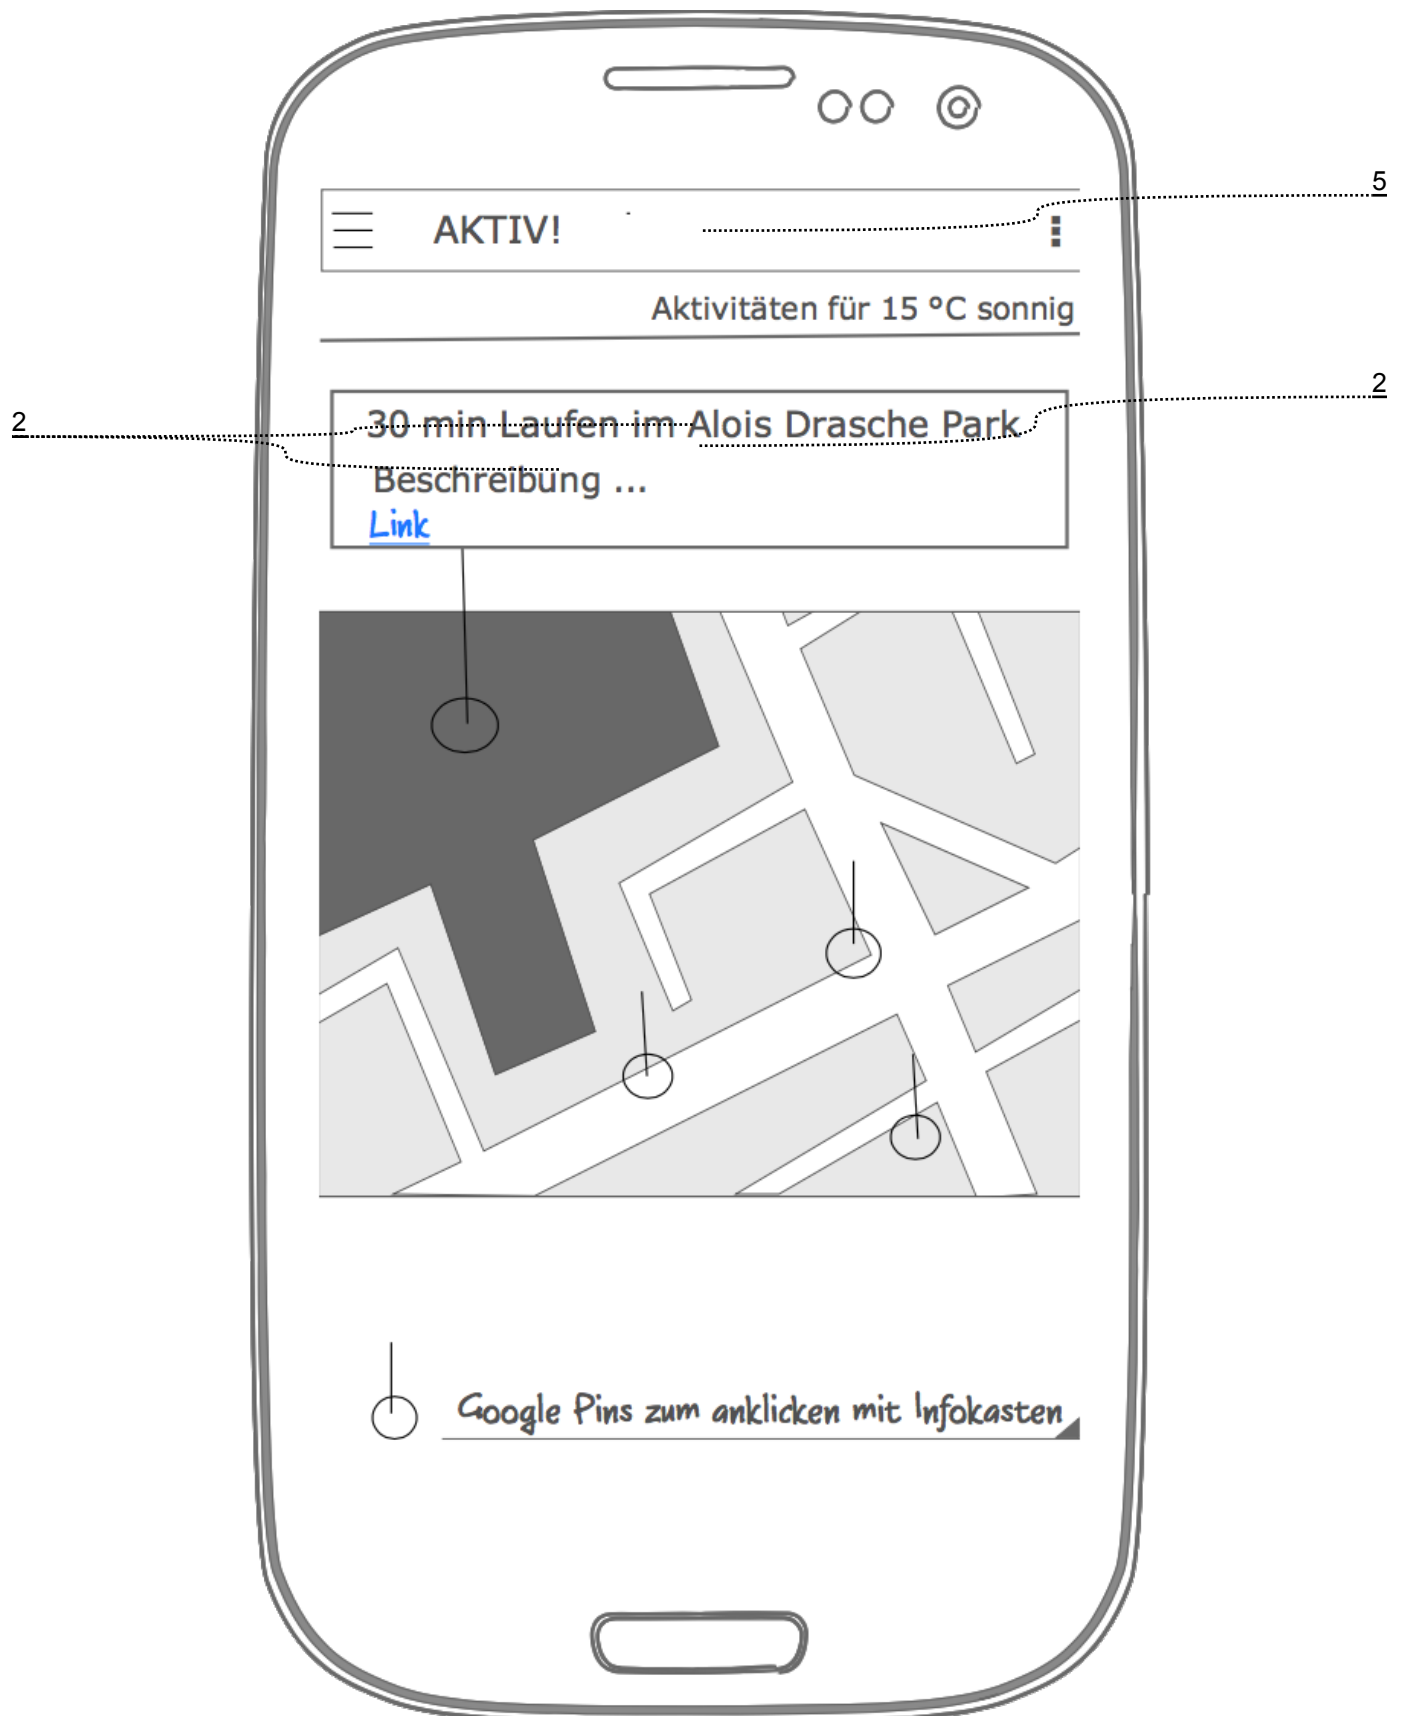 5
AKTIV!
Aktivitäten für 15 °C sonnig
2
2
30 min Laufen im Alois Drasche Park
Beschreibung ...
Link
Google Pins zum anklicken mit Infokasten